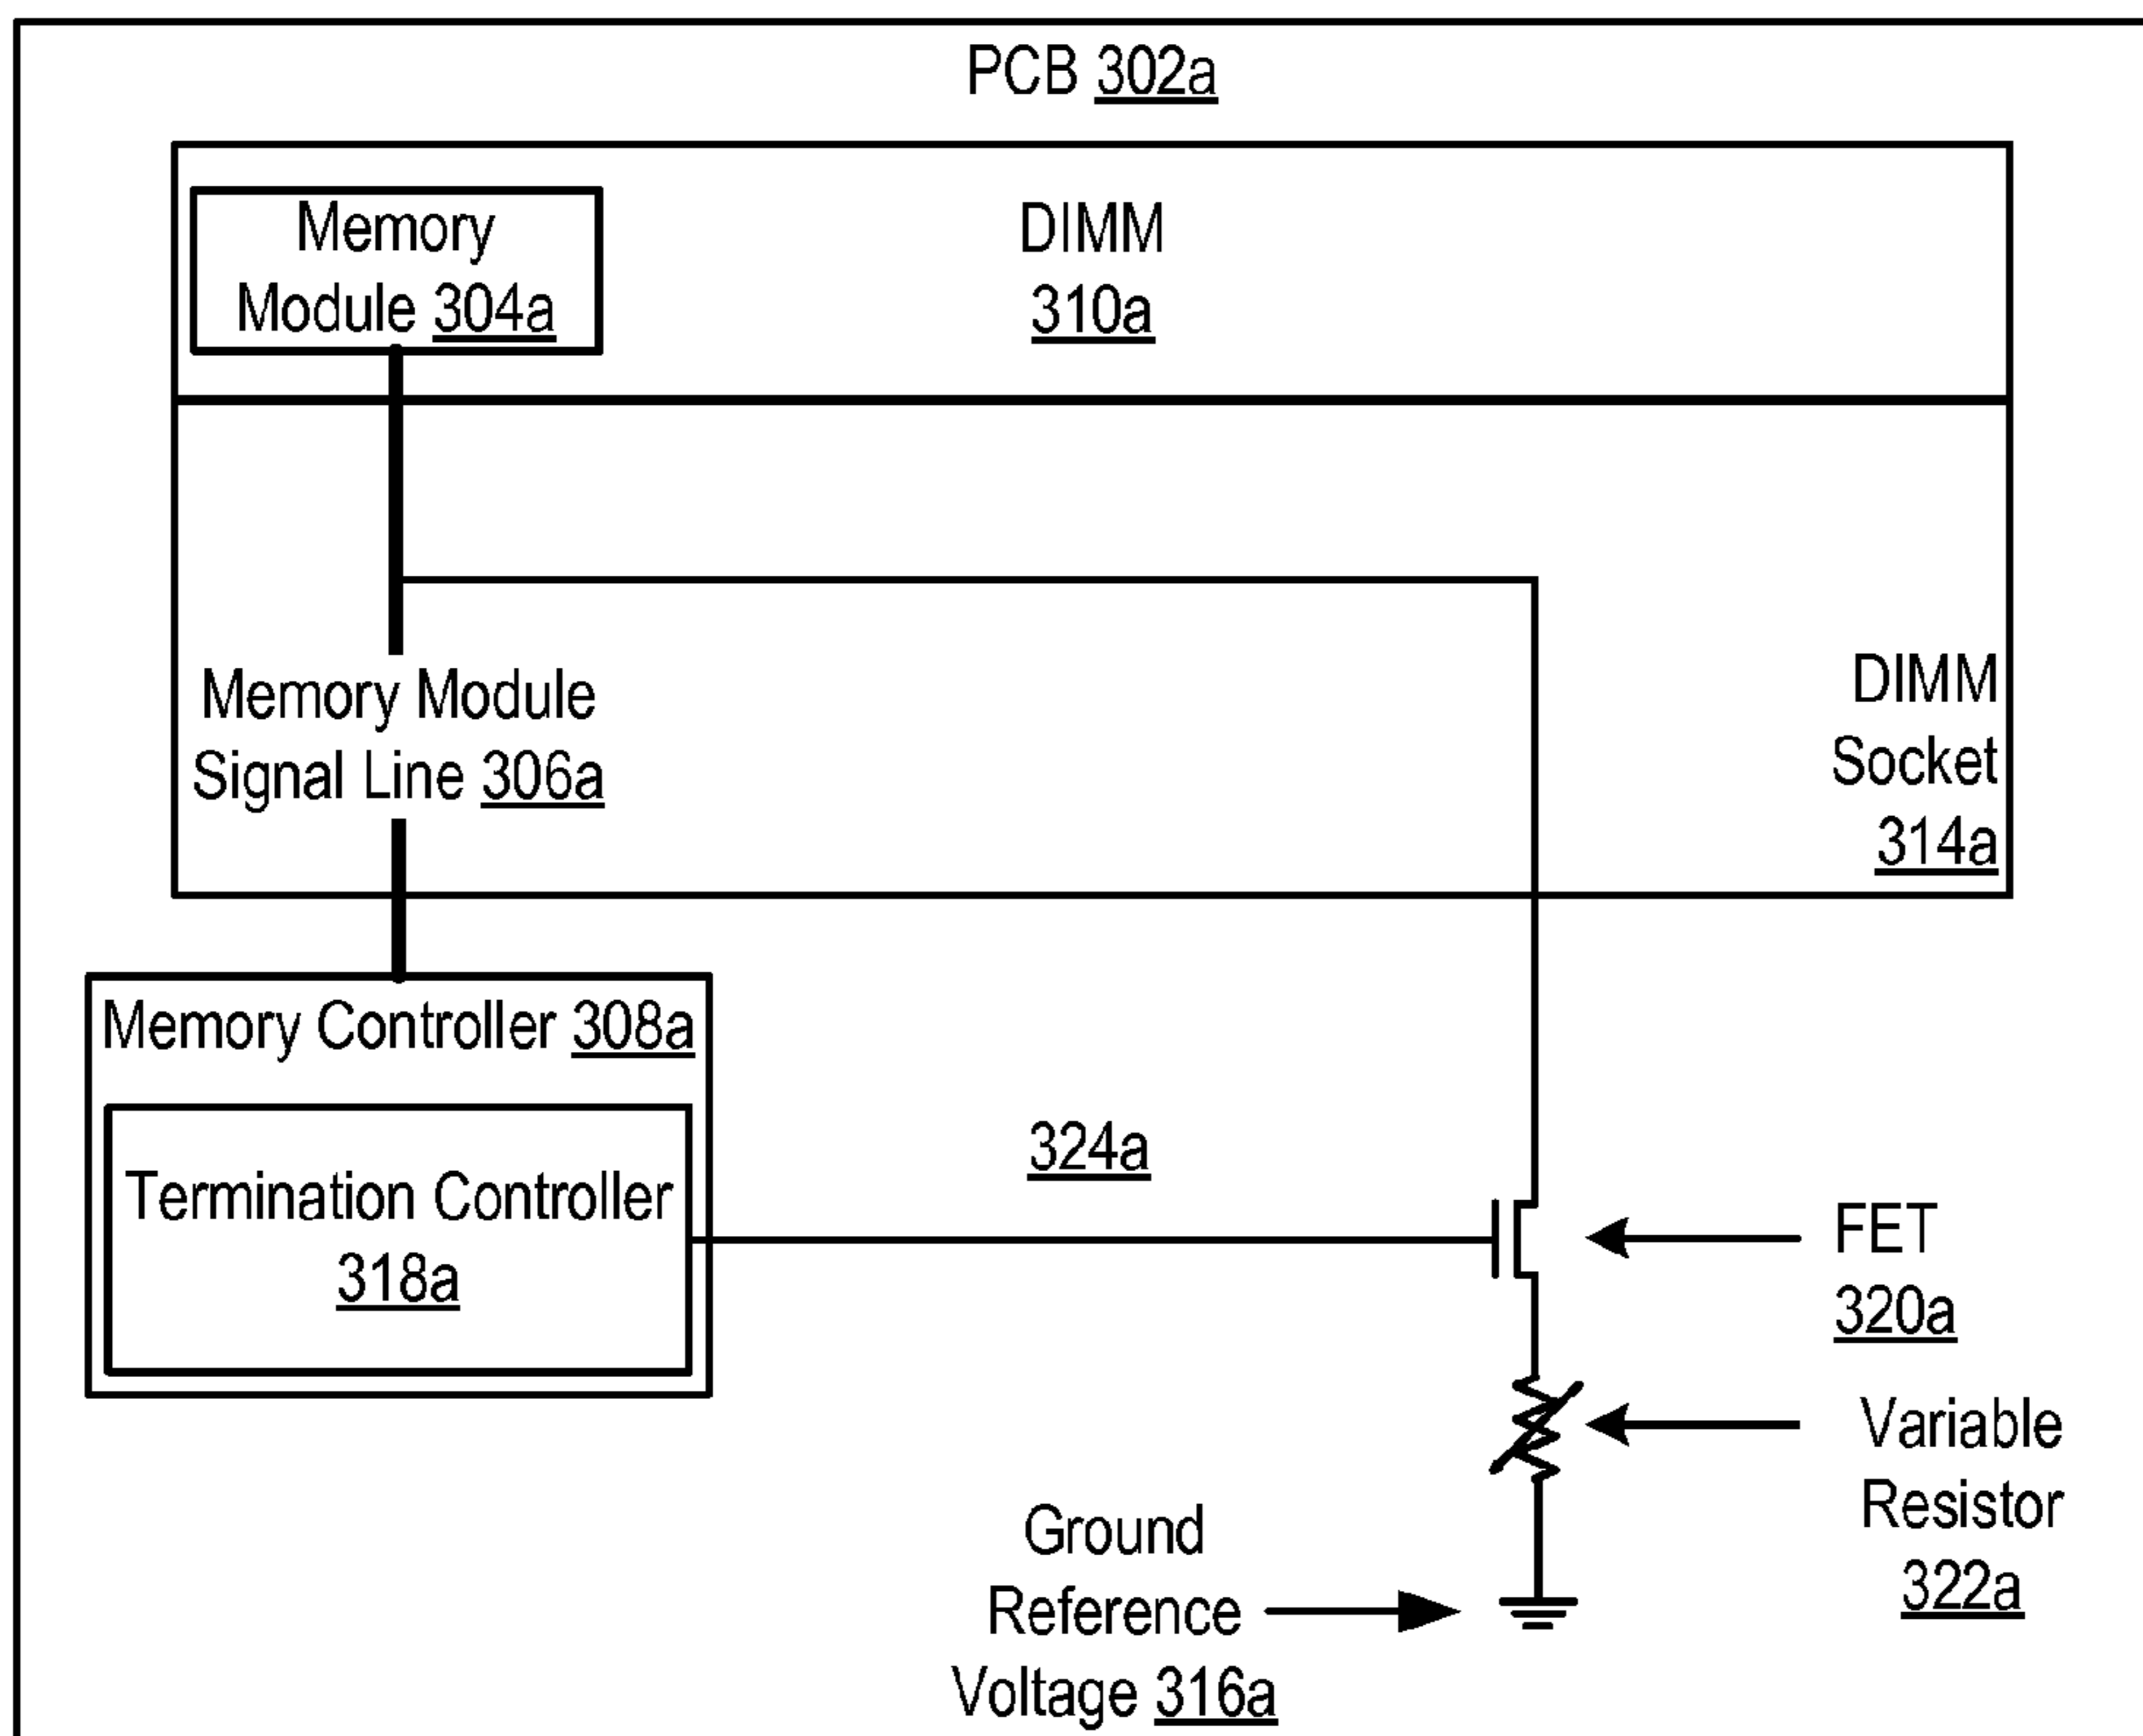 PCB 302a
Memory
Module 304a
DIMM
310a
Memory Module
Signal Line 306a
DIMM
Socket
314a
Memory Controller 308a
Termination Controller
318a
324a
FET
320a
Variable
Resistor
322a
Ground
Reference
Voltage 316a